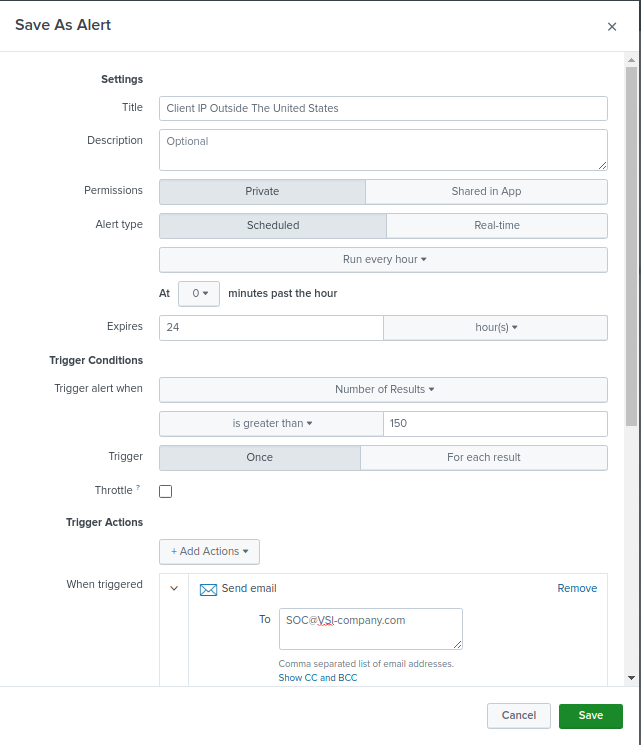 Save As Alert ×
Settings
Title Client IP Outside The United States
Description Optional
Permissions Private Shared in App
Alert type Scheduled Real-time
Run every hour ▾
At 0 ▾ minutes past the hour
Expires 24 hour(s) ▾
Trigger Conditions
Trigger alert when Number of Results ▾
is greater than ▾ 150
Trigger Once For each result
Throttle ?
Trigger Actions
+ Add Actions ▾
When triggered Send email Remove
To SOC@VSI-company.com
Comma separated list of email addresses.
Show CC and BCC
Cancel Save